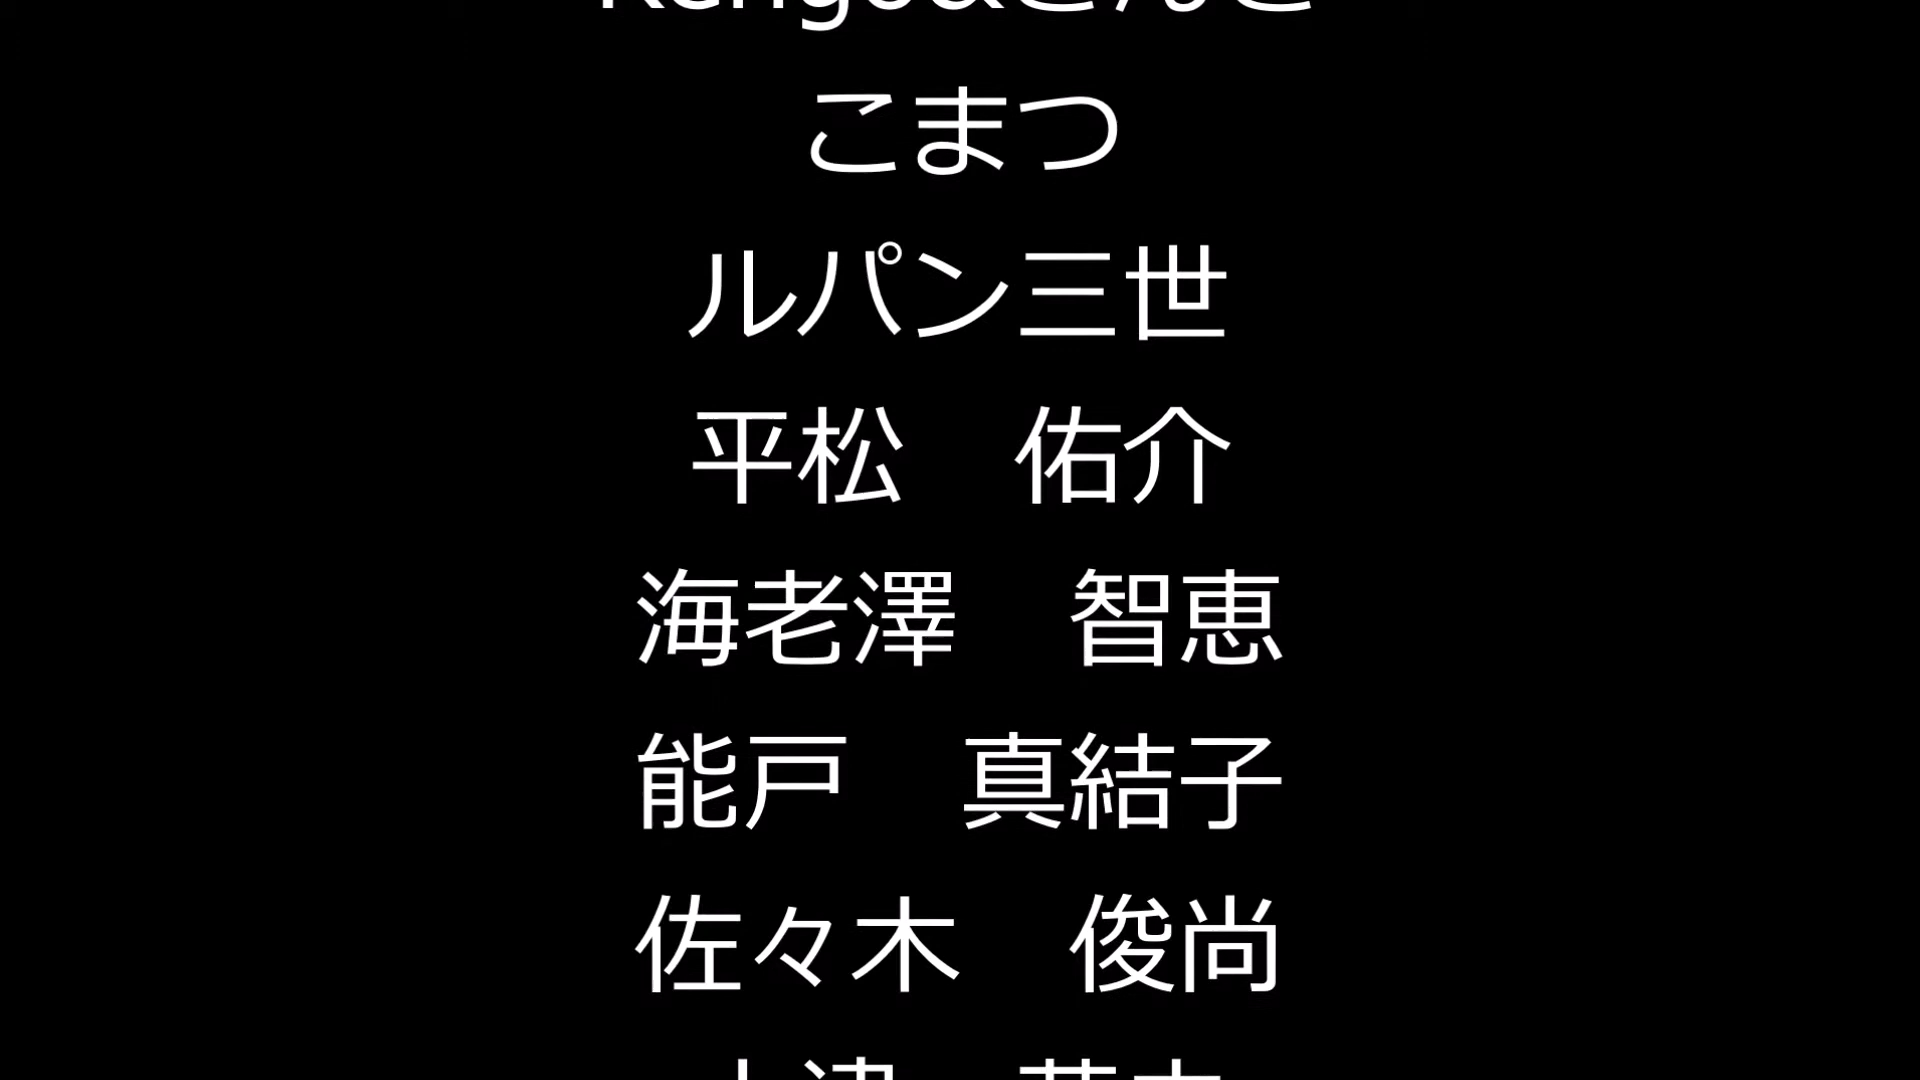 こまつ
ルパン三世
平松　佑介
海老澤　智恵
能戸　真結子
佐々木　俊尚